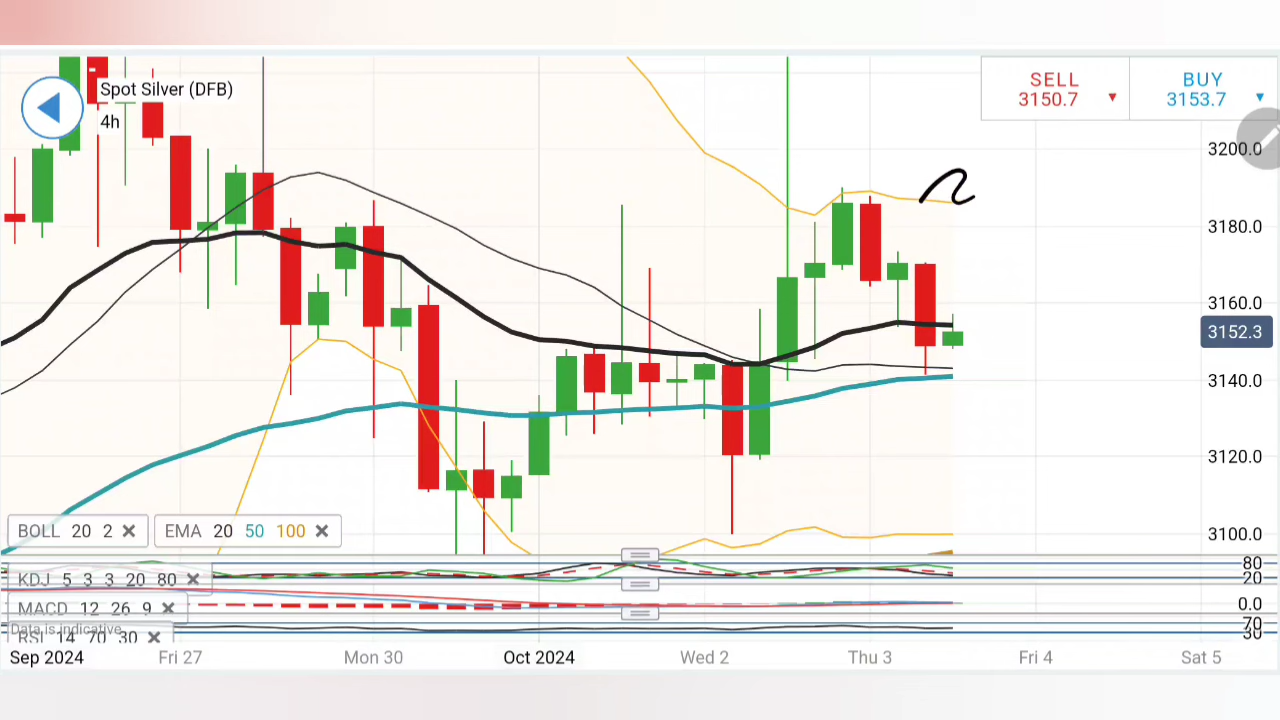 Spot Silver (DFB)
4h
SELL
3150.7
BUY
3153.7
3200.0
3180.0
3160.0
3152.3
3140.0
3120.0
3100.0
BOLL 20 2
EMA 20 50 100
80
KDJ 5 3 3 20 80
20
MACD 12 26 9
0.0
Data is indicative
RSI 14 70 30
70
30
Sep 2024 Fri 27 Mon 30 Oct 2024 Wed 2 Thu 3 Fri 4 Sat 5